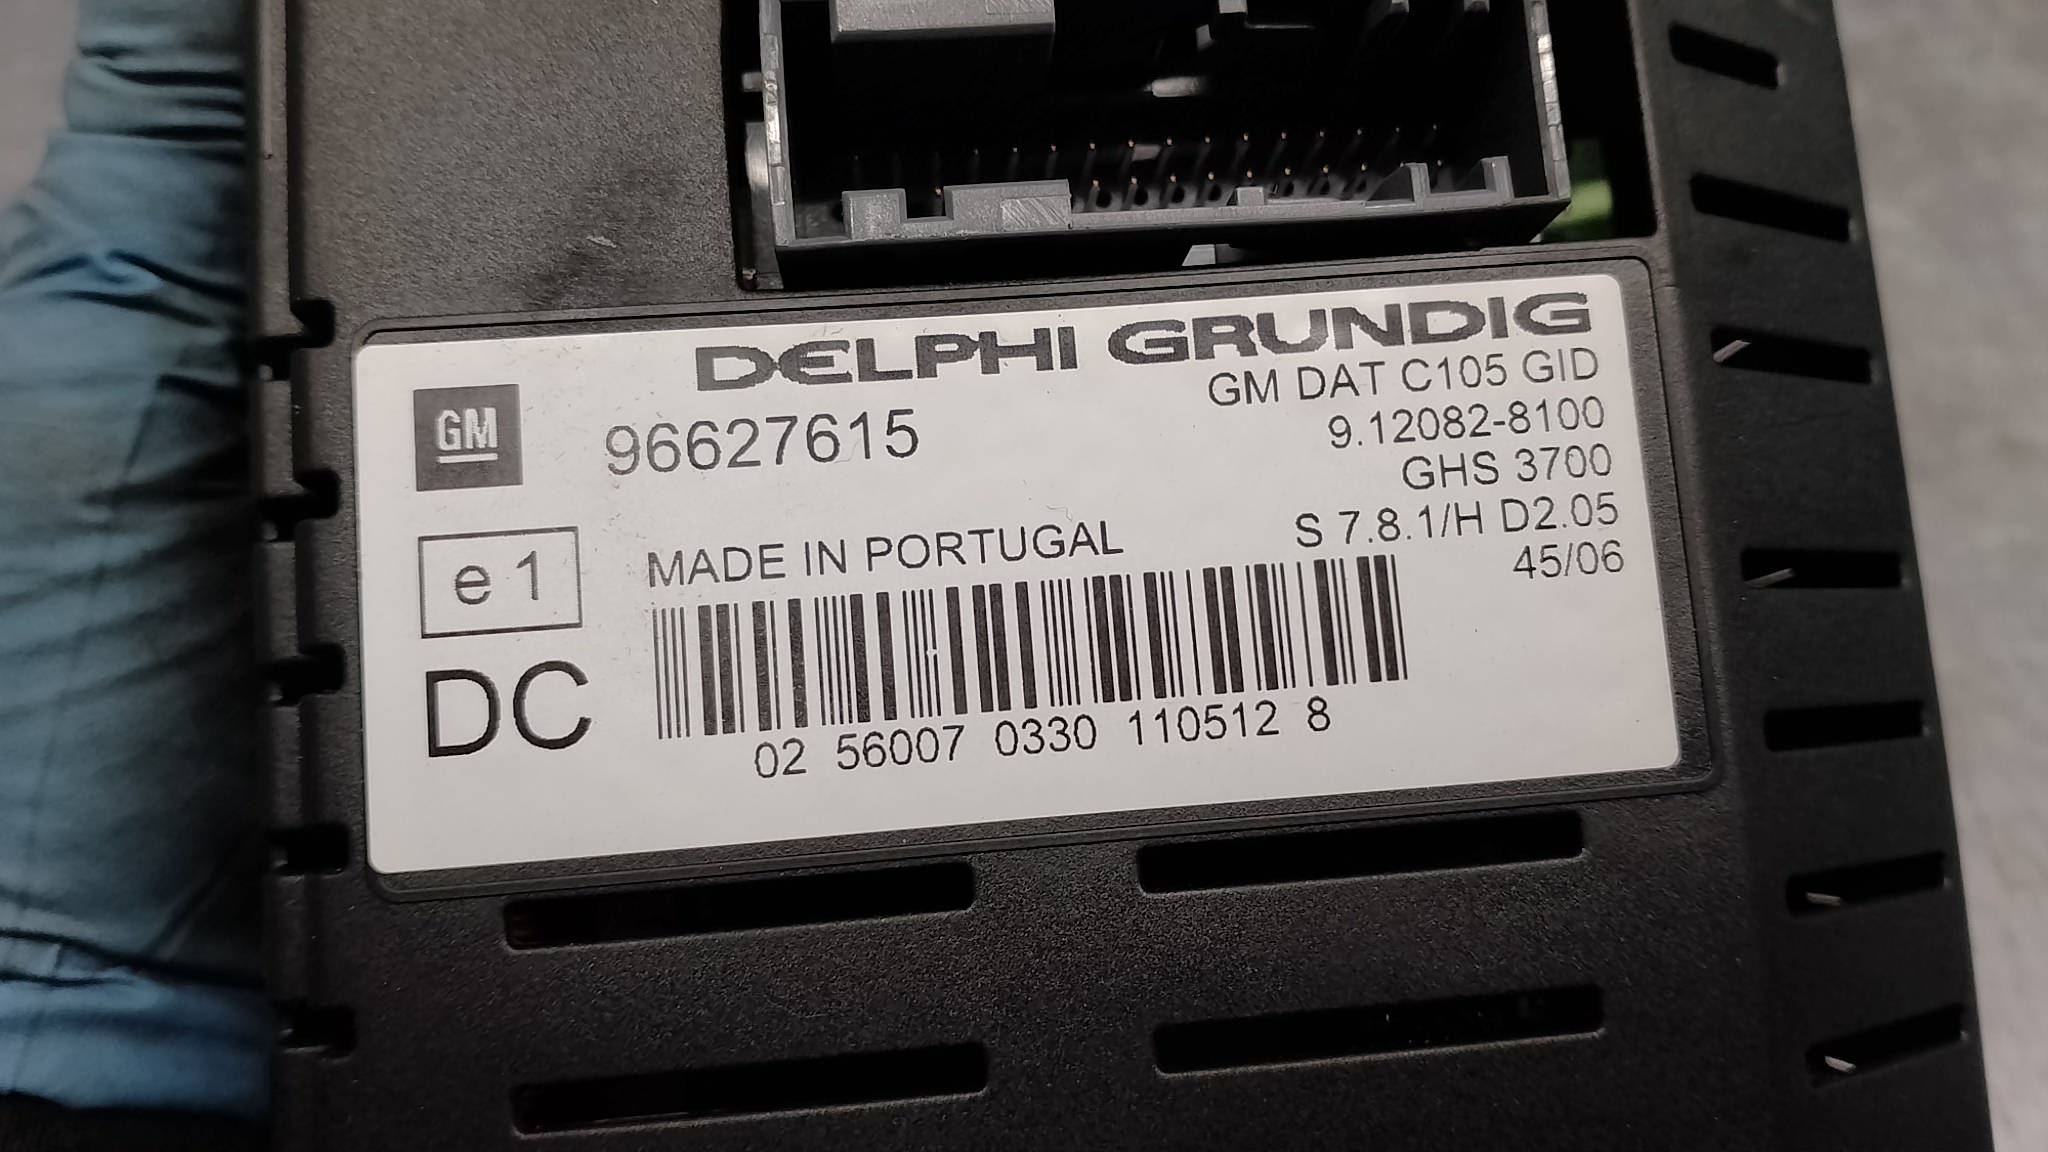 DELPHI GRUNDIG
GM
96627615
GM DAT C105 GID
9.12082-8100
GHS 3700
S 7.8.1/H D2.05
45/06
e1
MADE IN PORTUGAL
DC
02 56007 0330 110512 8